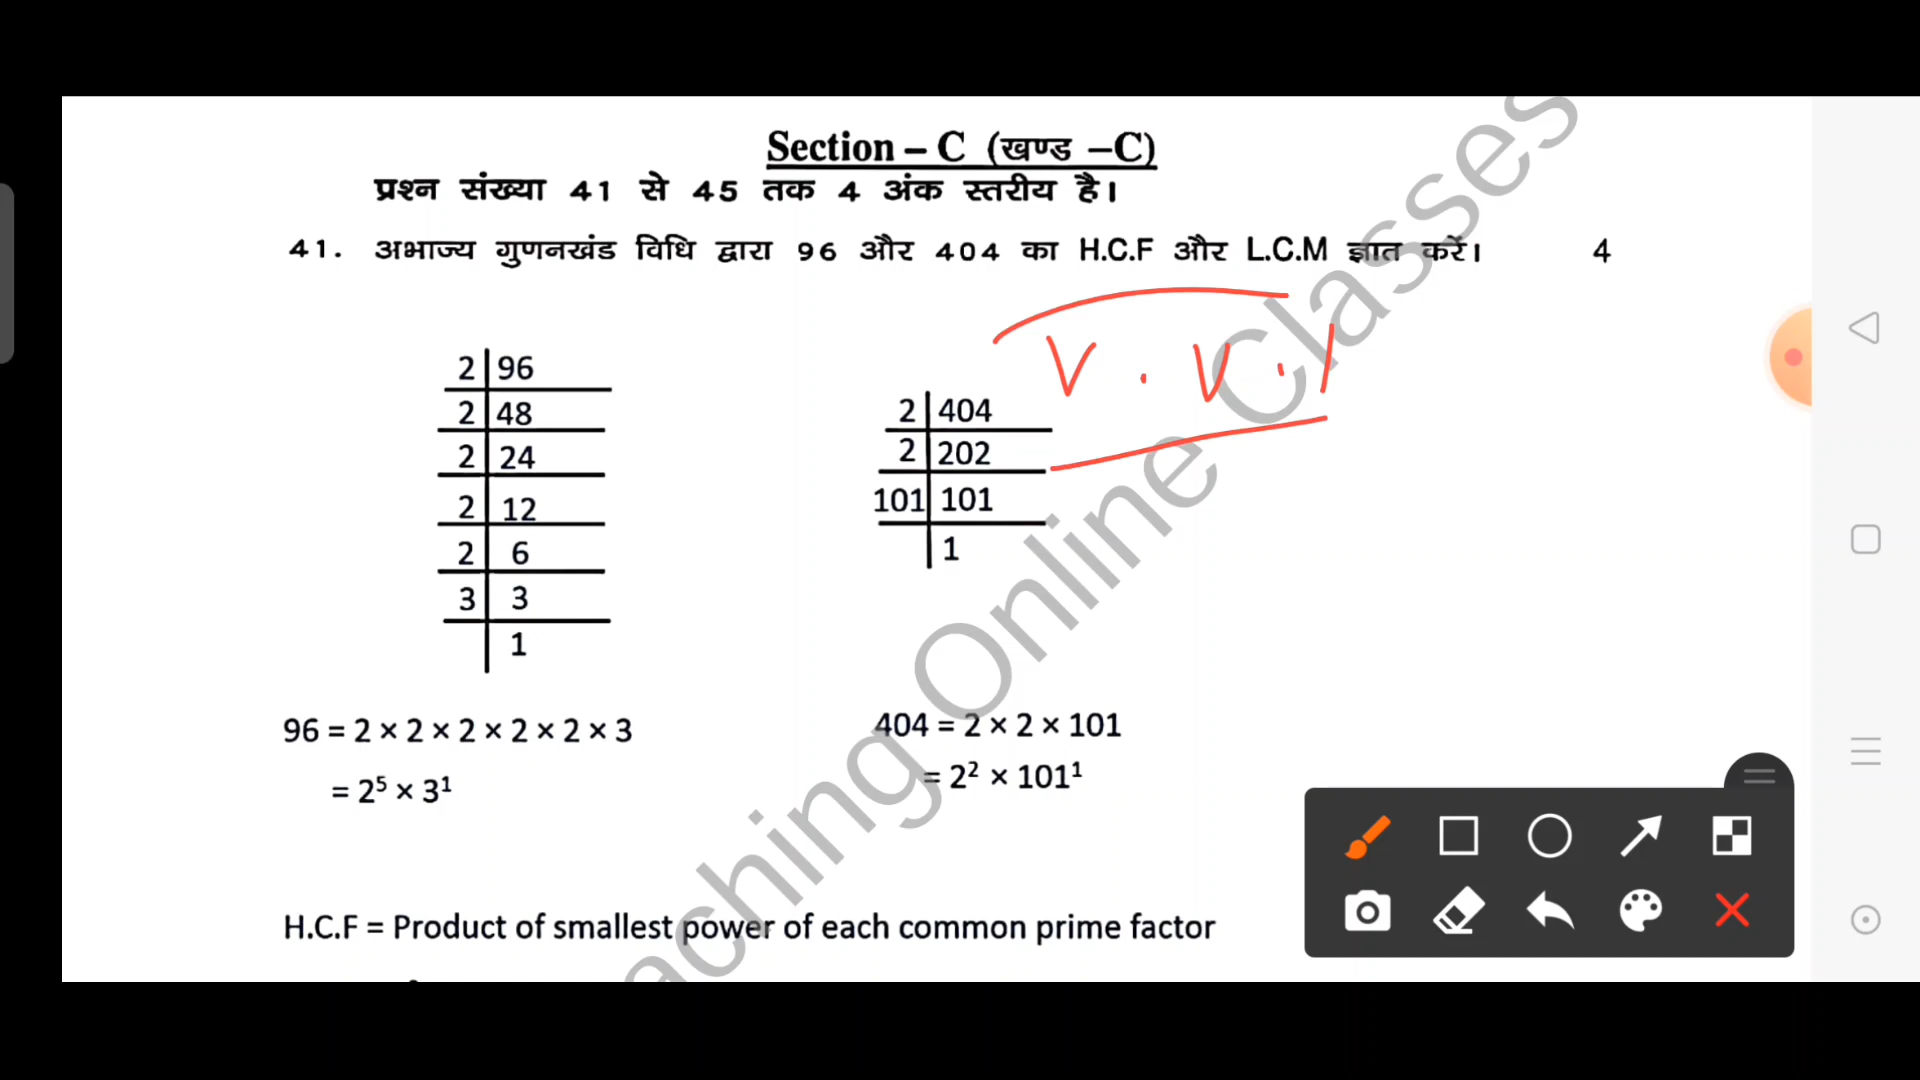 Section – C (खण्ड –C)
प्रश्न संख्या 41 से 45 तक 4 अंक स्तरीय है।
41. अभाज्य गुणनखंड विधि द्वारा 96 और 404 का H.C.F और L.C.M ज्ञात करें। 4
V. V. I
2 96
2 48
2 24
2 12
2 6
3 3
1
2 404
2 202
101 101
1
96 = 2 × 2 × 2 × 2 × 2 × 3
= 2⁵ × 3¹
404 = 2 × 2 × 101
= 2² × 101¹
H.C.F = Product of smallest power of each common prime factor
aching Online Classes